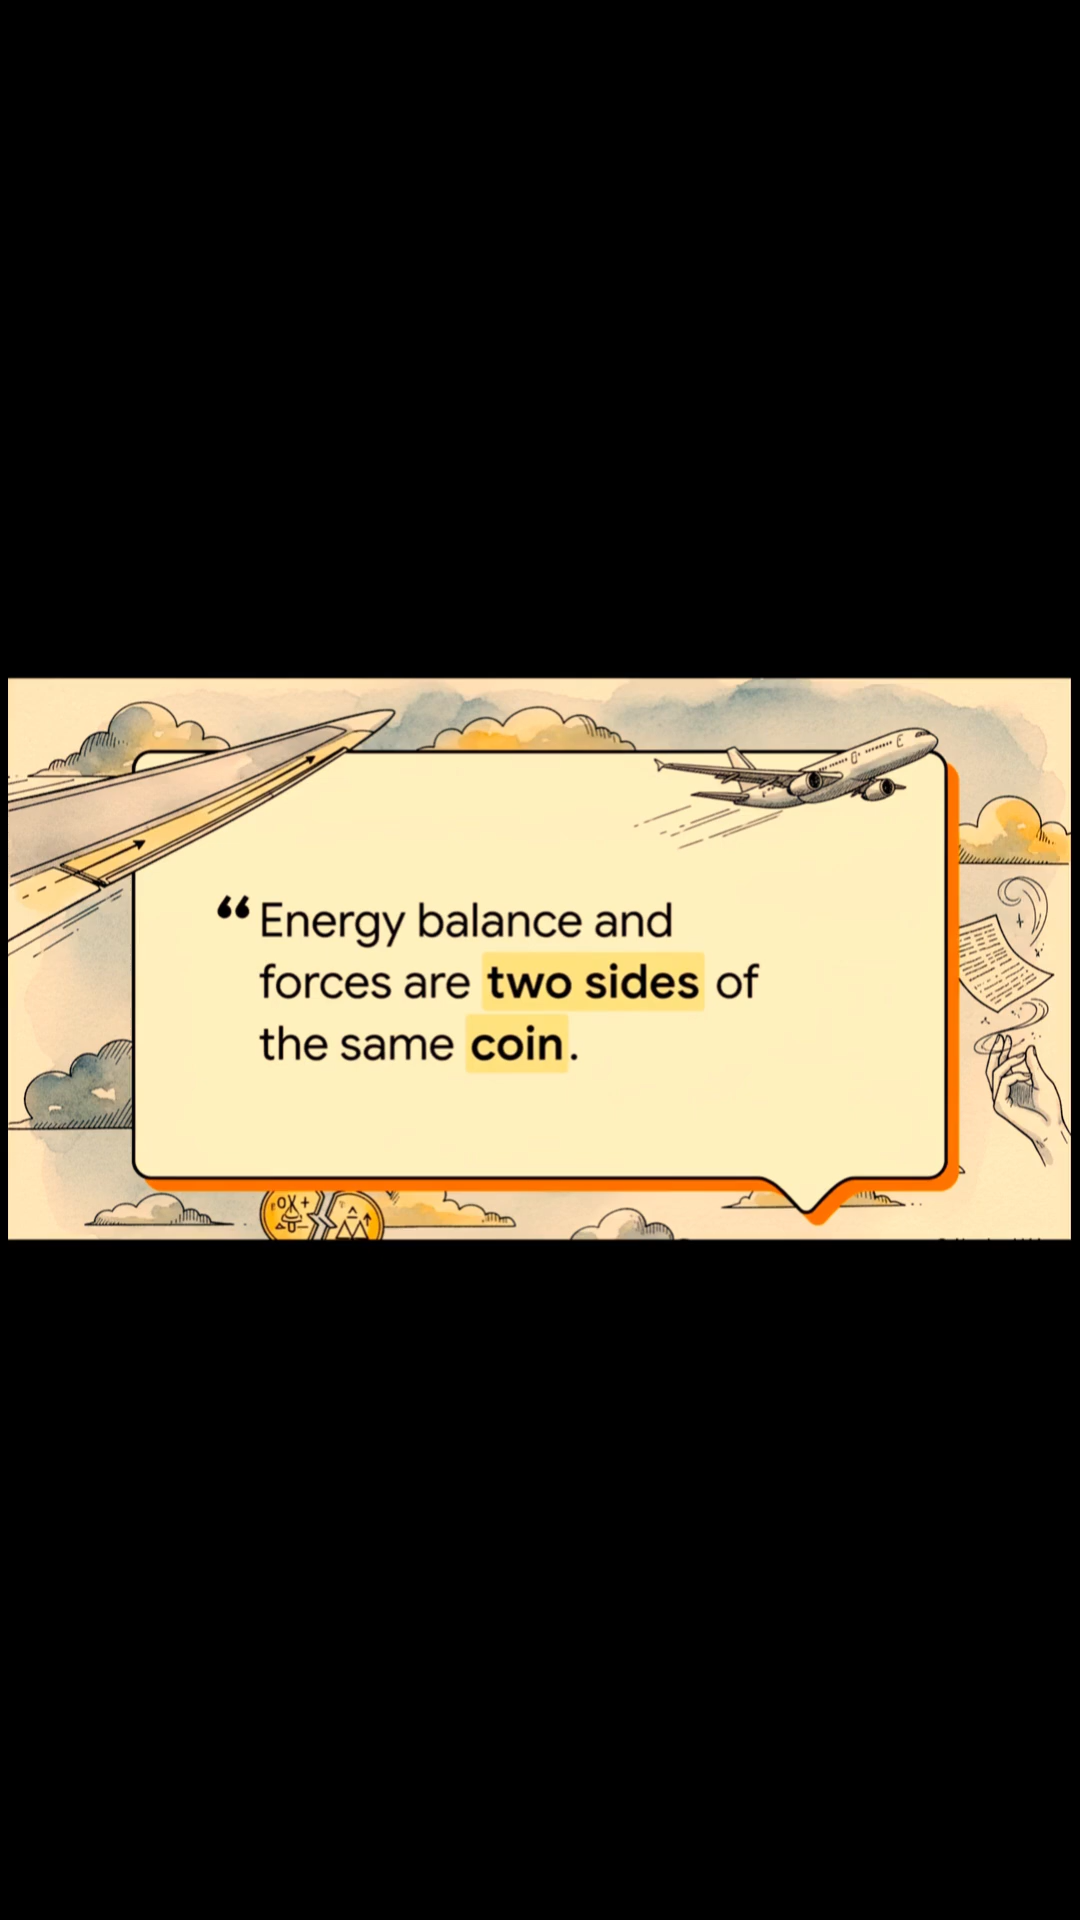 “Energy balance and
forces are two sides of
the same coin.